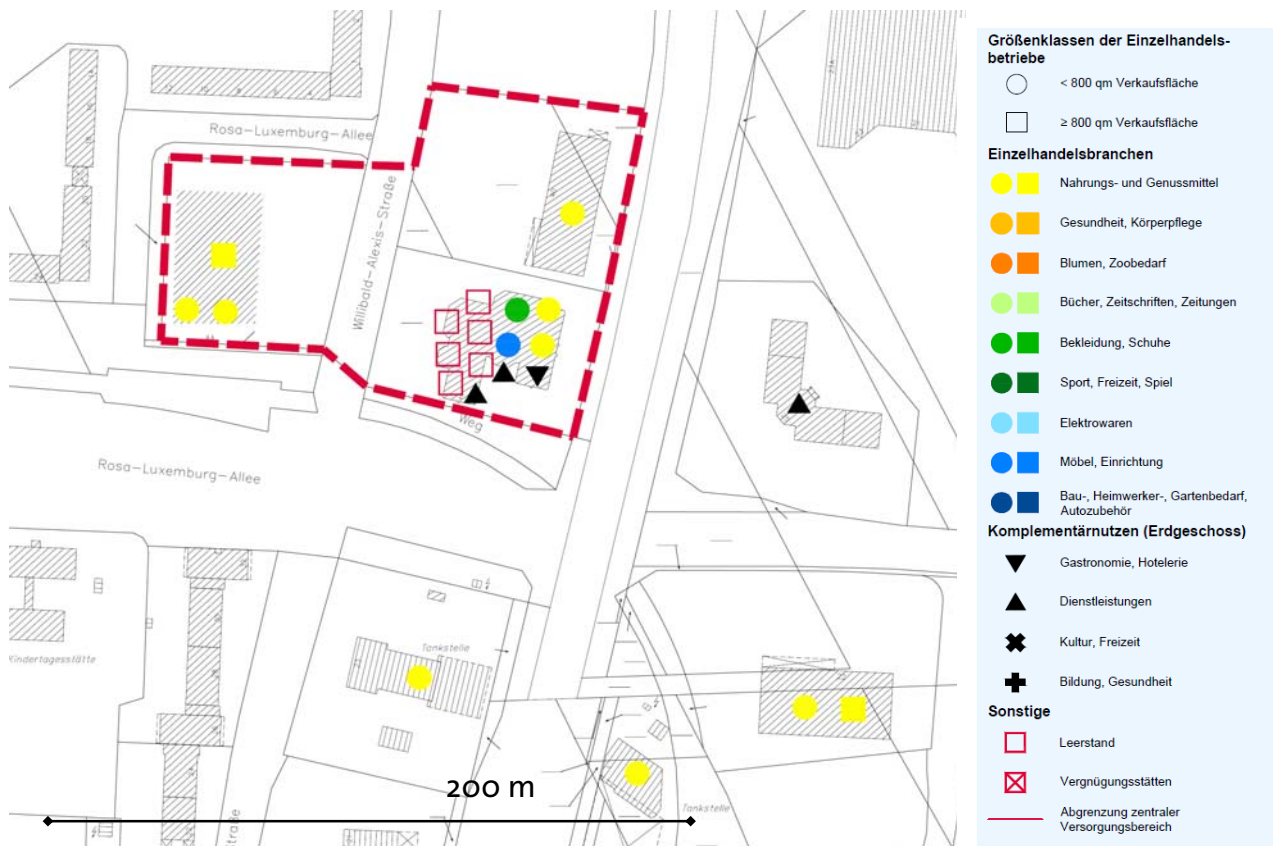 Rosa-Luxemburg-Allee
Willibald-Alexis-Straße
Weg
Rosa-Luxemburg-Allee
Kindertagesstätte
Tankstelle
Tankstelle
Straße
200 m
Größenklassen der Einzelhandels-
betriebe
< 800 qm Verkaufsfläche
≥ 800 qm Verkaufsfläche
Einzelhandelsbranchen
Nahrungs- und Genussmittel
Gesundheit, Körperpflege
Blumen, Zoobedarf
Bücher, Zeitschriften, Zeitungen
Bekleidung, Schuhe
Sport, Freizeit, Spiel
Elektrowaren
Möbel, Einrichtung
Bau-, Heimwerker-, Gartenbedarf,
Autozubehör
Komplementärnutzen (Erdgeschoss)
Gastronomie, Hotelerie
Dienstleistungen
Kultur, Freizeit
Bildung, Gesundheit
Sonstige
Leerstand
Vergnügungsstätten
Abgrenzung zentraler
Versorgungsbereich